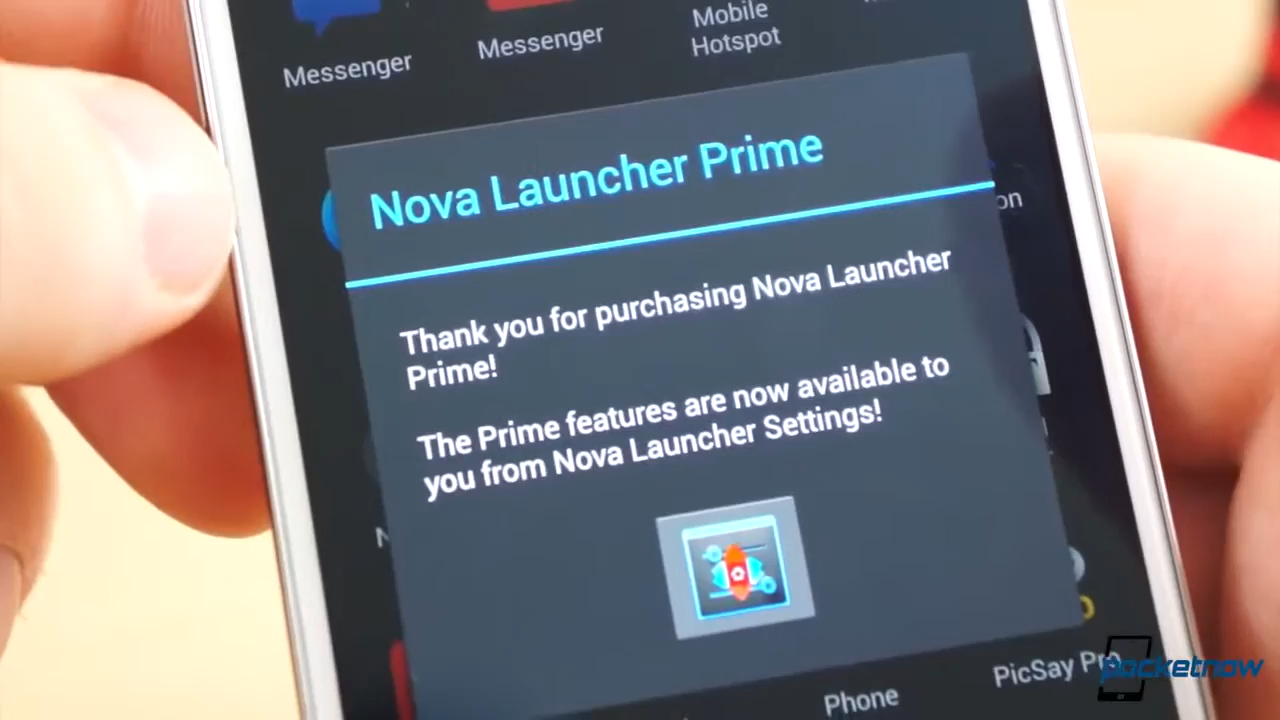 Messenger
Messenger
Mobile
Hotspot
Nova Launcher Prime
on
Thank you for purchasing Nova Launcher
Prime!
The Prime features are now available to
you from Nova Launcher Settings!
N
Phone
PicSay Pro
pocketnow